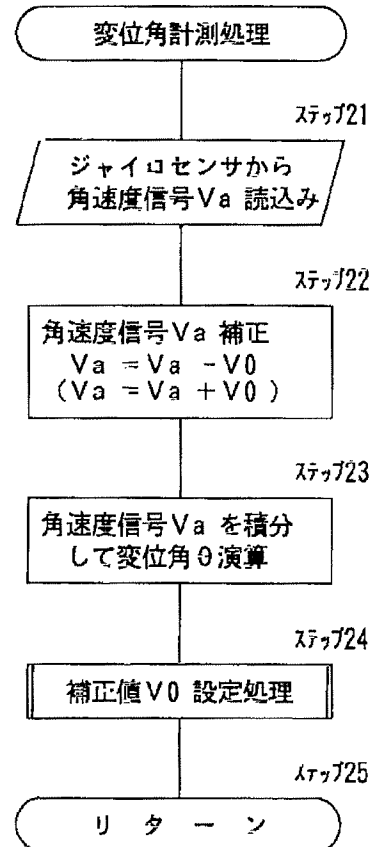 変位角計測処理
ステップ21
ジャイロセンサから
角速度信号Va 読込み
ステップ22
角速度信号Va 補正
Va = Va - V0
(Va = Va + V0 )
ステップ23
角速度信号Va を積分
して変位角θ演算
ステップ24
補正値V0 設定処理
ステップ25
リ タ ー ン